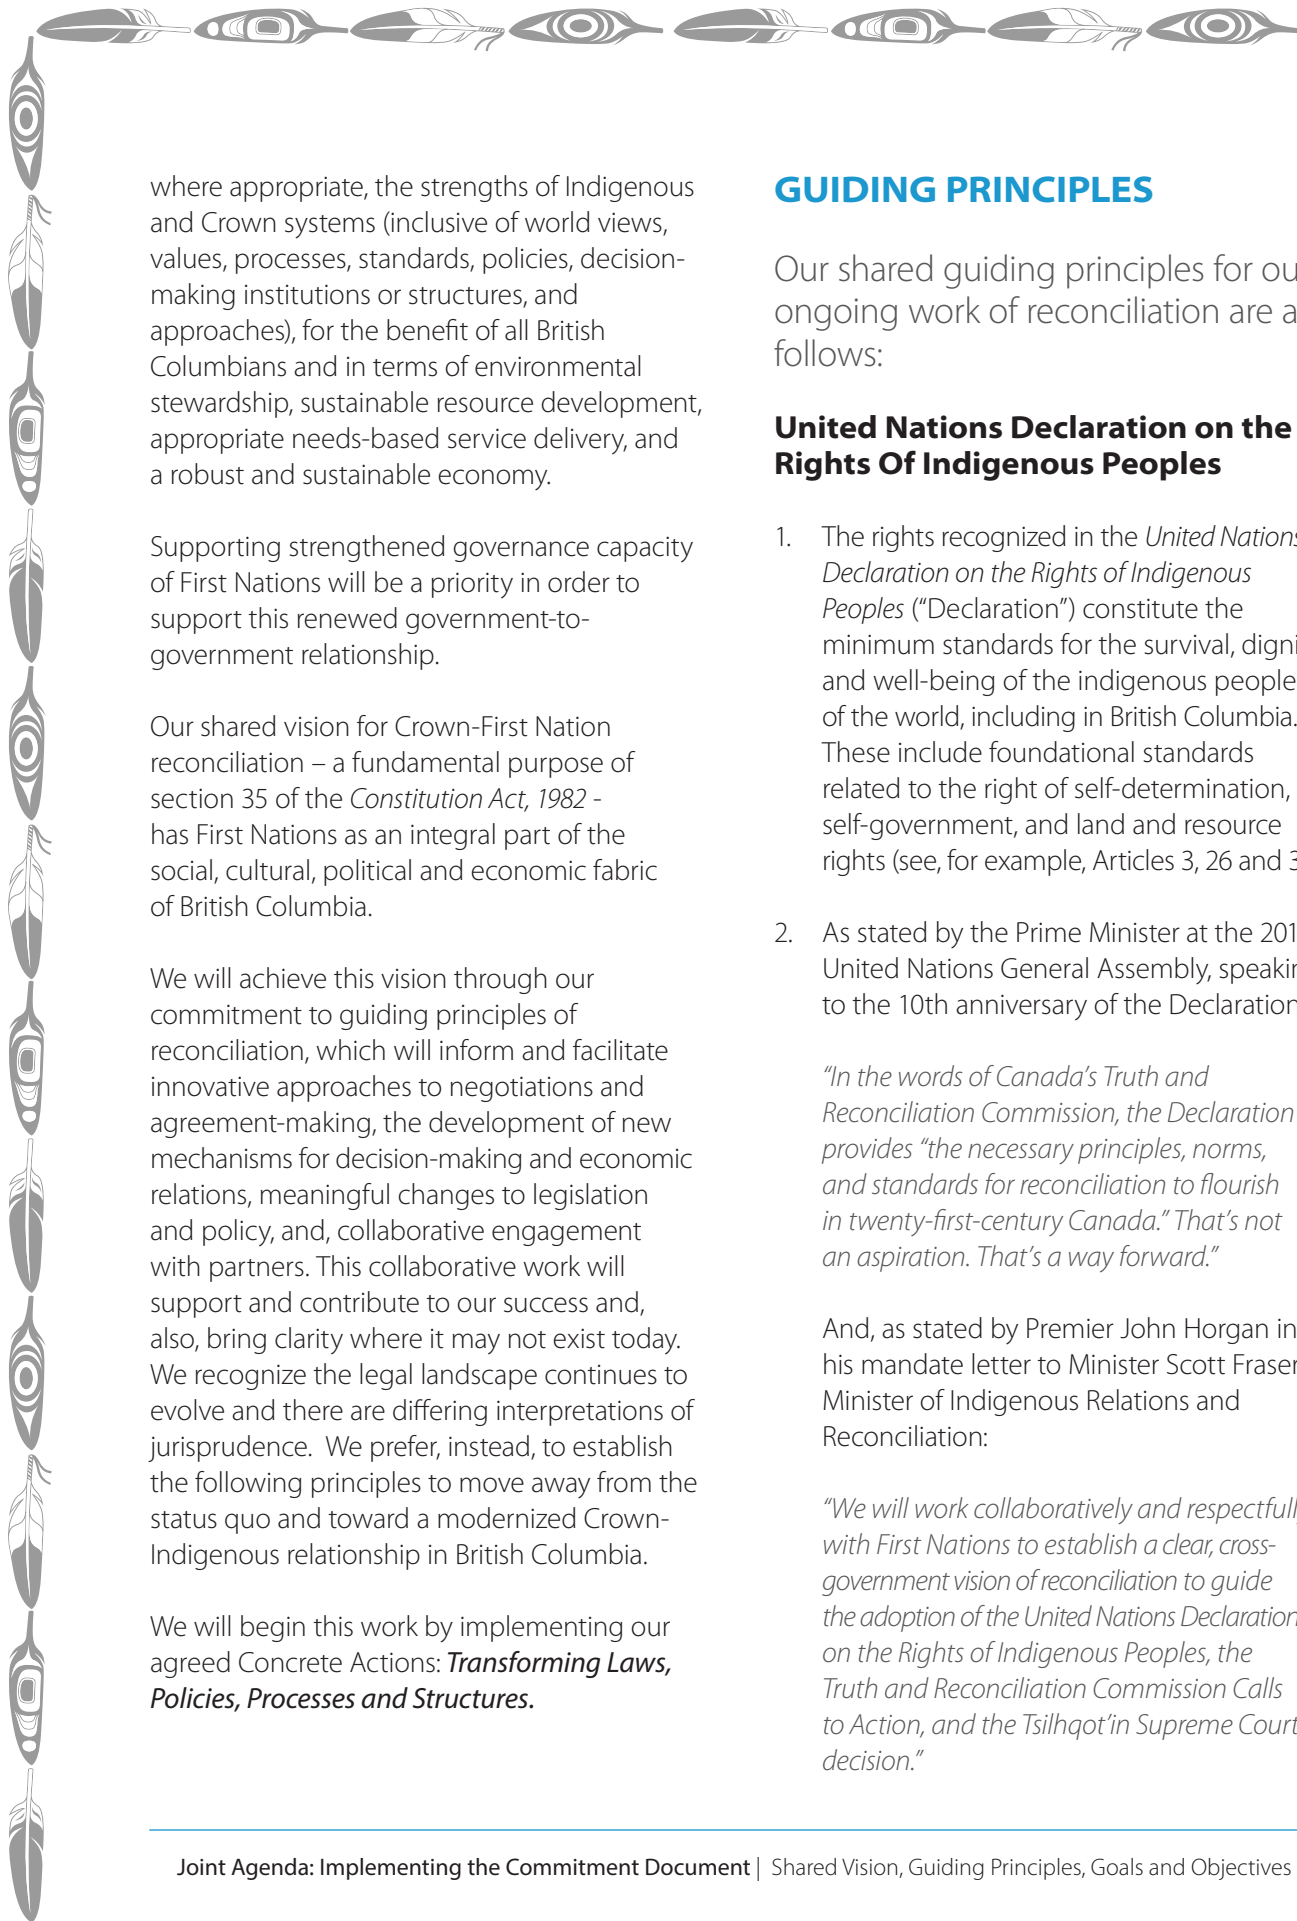 where appropriate, the strengths of Indigenous
and Crown systems (inclusive of world views,
values, processes, standards, policies, decision-
making institutions or structures, and
approaches), for the benefit of all British
Columbians and in terms of environmental
stewardship, sustainable resource development,
appropriate needs-based service delivery, and
a robust and sustainable economy.
Supporting strengthened governance capacity
of First Nations will be a priority in order to
support this renewed government-to-
government relationship.
Our shared vision for Crown-First Nation
reconciliation – a fundamental purpose of
section 35 of the Constitution Act, 1982 -
has First Nations as an integral part of the
social, cultural, political and economic fabric
of British Columbia.
We will achieve this vision through our
commitment to guiding principles of
reconciliation, which will inform and facilitate
innovative approaches to negotiations and
agreement-making, the development of new
mechanisms for decision-making and economic
relations, meaningful changes to legislation
and policy, and, collaborative engagement
with partners. This collaborative work will
support and contribute to our success and,
also, bring clarity where it may not exist today.
We recognize the legal landscape continues to
evolve and there are differing interpretations of
jurisprudence.  We prefer, instead, to establish
the following principles to move away from the
status quo and toward a modernized Crown-
Indigenous relationship in British Columbia.
We will begin this work by implementing our
agreed Concrete Actions: Transforming Laws,
Policies, Processes and Structures.
GUIDING PRINCIPLES
Our shared guiding principles for ou
ongoing work of reconciliation are a
follows:
United Nations Declaration on the
Rights Of Indigenous Peoples
1. The rights recognized in the United Nations
Declaration on the Rights of Indigenous
Peoples (“Declaration”) constitute the
minimum standards for the survival, digni
and well-being of the indigenous people
of the world, including in British Columbia.
These include foundational standards
related to the right of self-determination,
self-government, and land and resource
rights (see, for example, Articles 3, 26 and 3
2. As stated by the Prime Minister at the 201
United Nations General Assembly, speakin
to the 10th anniversary of the Declaration
“In the words of Canada’s Truth and
Reconciliation Commission, the Declaration
provides “the necessary principles, norms,
and standards for reconciliation to flourish
in twenty-first-century Canada.” That’s not
an aspiration. That’s a way forward.”
And, as stated by Premier John Horgan in
his mandate letter to Minister Scott Fraser
Minister of Indigenous Relations and
Reconciliation:
“We will work collaboratively and respectfull
with First Nations to establish a clear, cross-
government vision of reconciliation to guide
the adoption of the United Nations Declaration
on the Rights of Indigenous Peoples, the
Truth and Reconciliation Commission Calls
to Action, and the Tsilhqot’in Supreme Court
decision.”
Joint Agenda: Implementing the Commitment Document | Shared Vision, Guiding Principles, Goals and Objectives